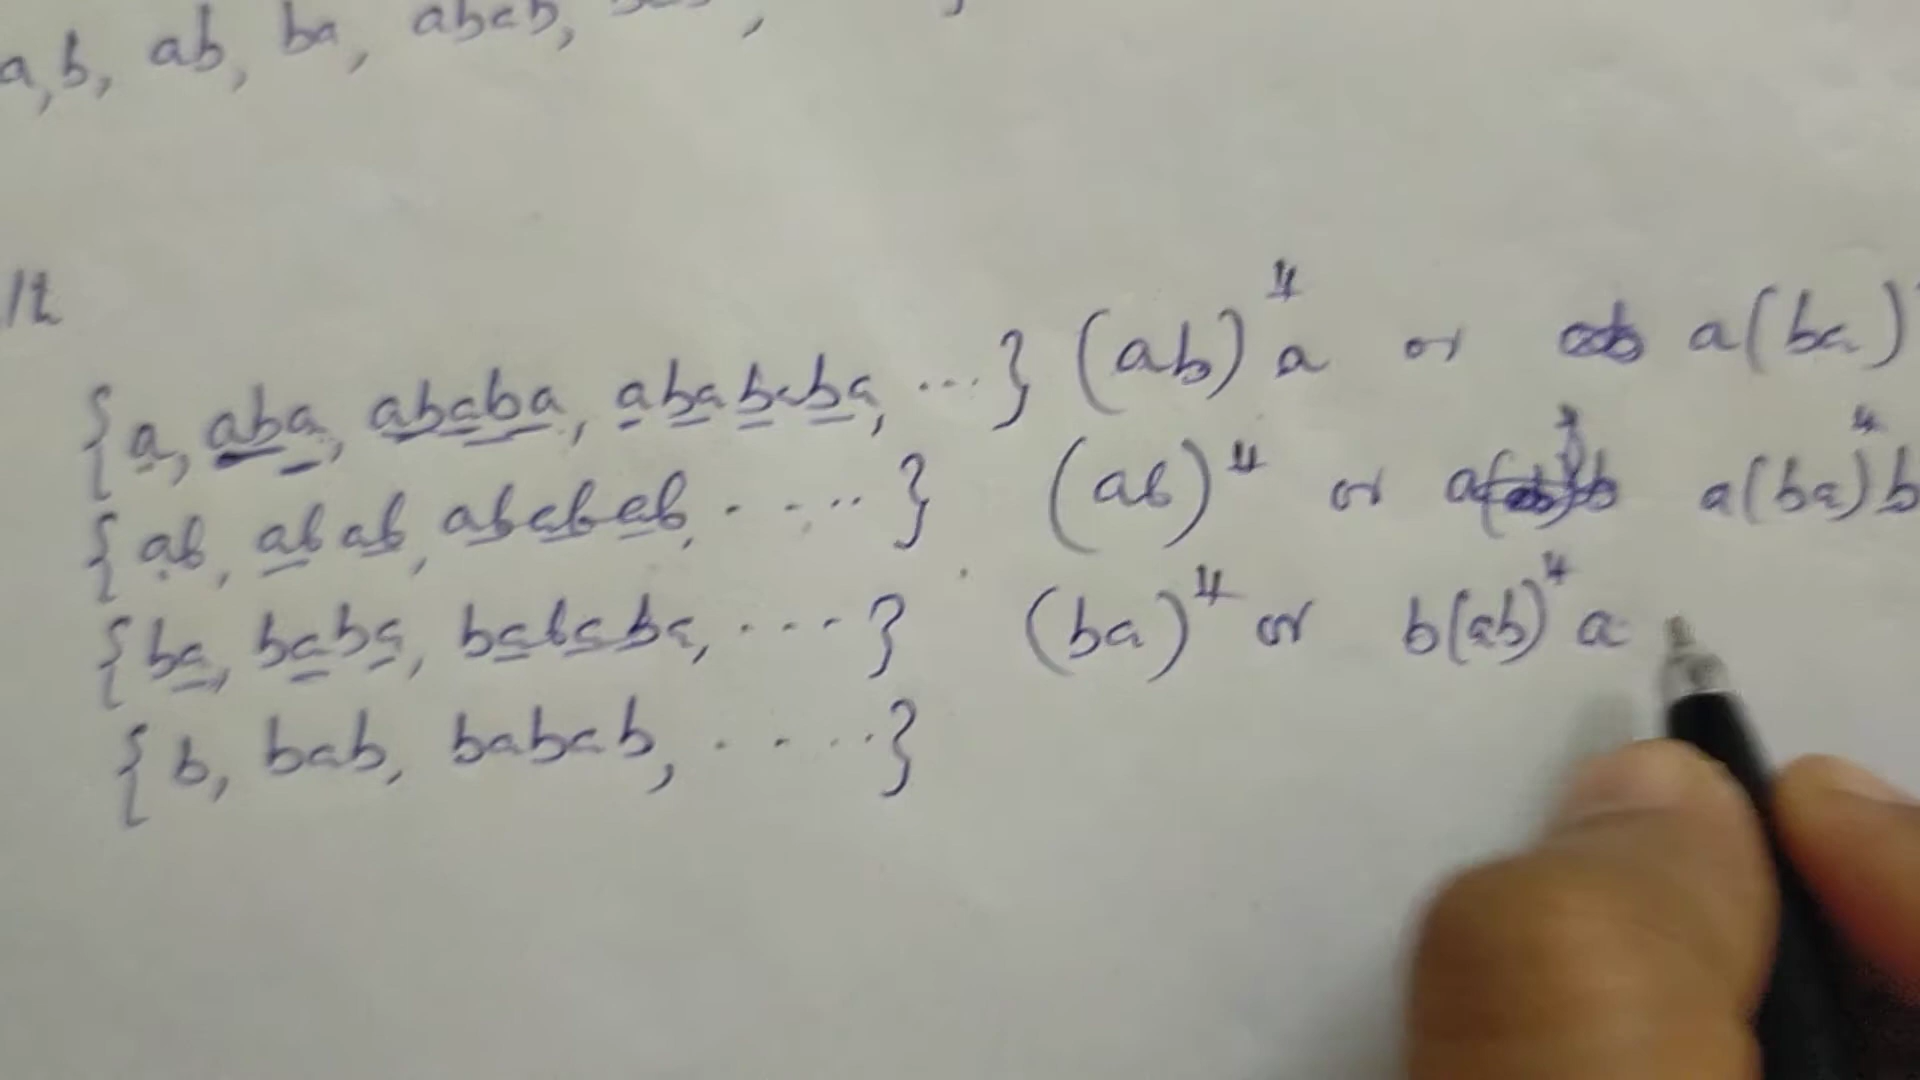 a, b, ab, ba, abab,
{ a, aba, ababa, abababa, ... } (ab)* a or a(ba)
{ ab, abab, ababab, ..... } (ab)* or a(ba)* b
{ ba, baba, bababa, .... } (ba)* or b(ab)* a
{ b, bab, babab, ..... }